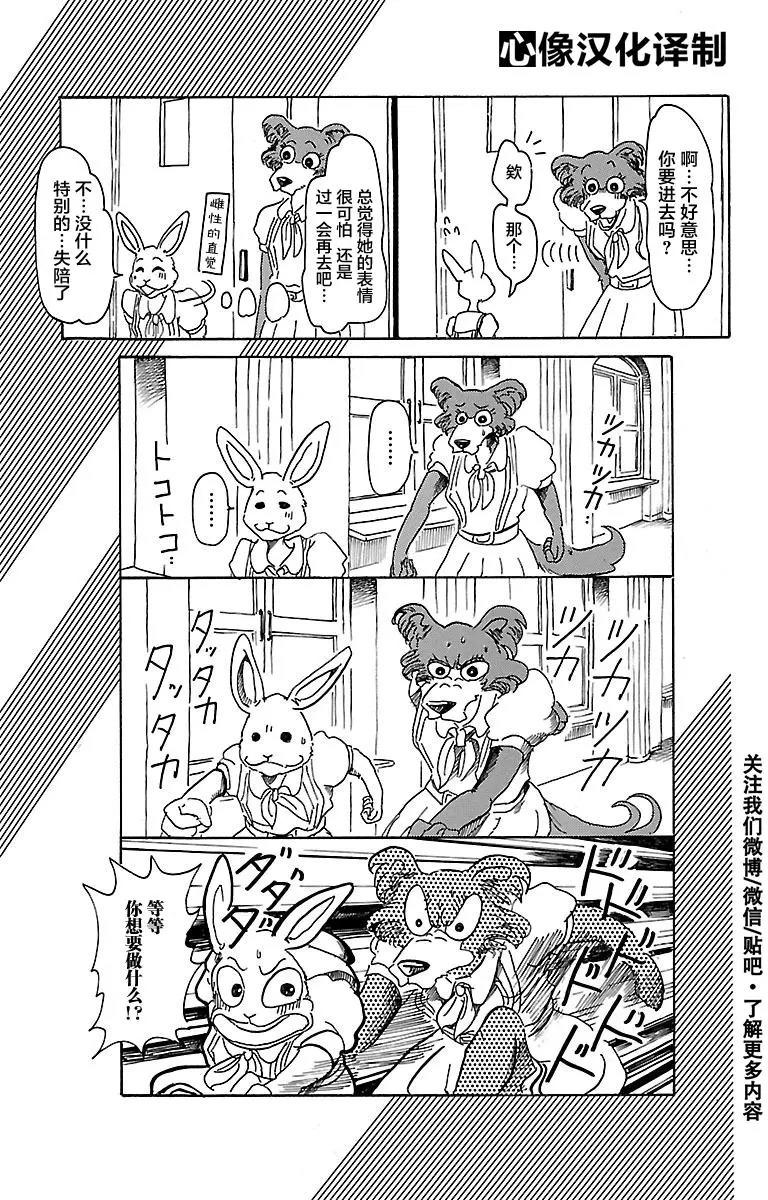 心像汉化译制
啊…不好意思…
你要进去吗?
欸
那个…
总觉得她的表情
很可怕 还是
过一会再去吧…
雌性的直觉
不…没什么
特别的…失陪了
ツカツカ…
……
……
トコトコ…
ツカ
ツカツカ
タッタカ
タッタカ
ドドドド
ダダダ
等等
你想要做什么!?
关注我们微博/微信/贴吧·了解更多内容